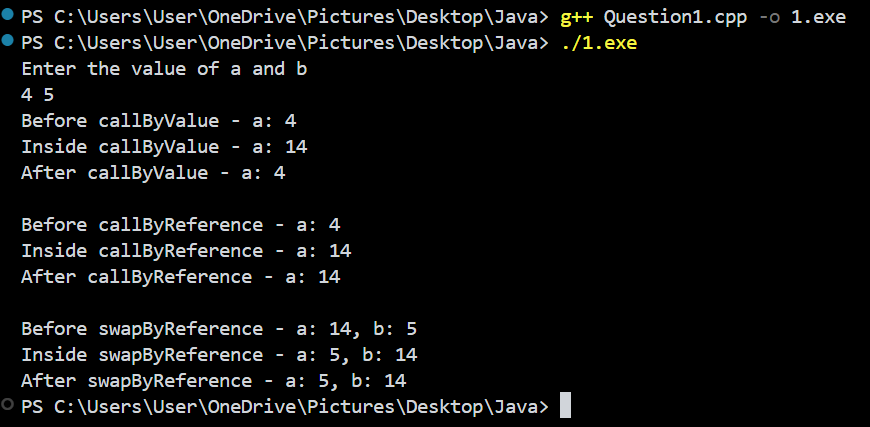 PS C:\Users\User\OneDrive\Pictures\Desktop\Java> g++ Question1.cpp -o 1.exe
PS C:\Users\User\OneDrive\Pictures\Desktop\Java> ./1.exe
Enter the value of a and b
4 5
Before callByValue - a: 4
Inside callByValue - a: 14
After callByValue - a: 4

Before callByReference - a: 4
Inside callByReference - a: 14
After callByReference - a: 14

Before swapByReference - a: 14, b: 5
Inside swapByReference - a: 5, b: 14
After swapByReference - a: 5, b: 14
PS C:\Users\User\OneDrive\Pictures\Desktop\Java>